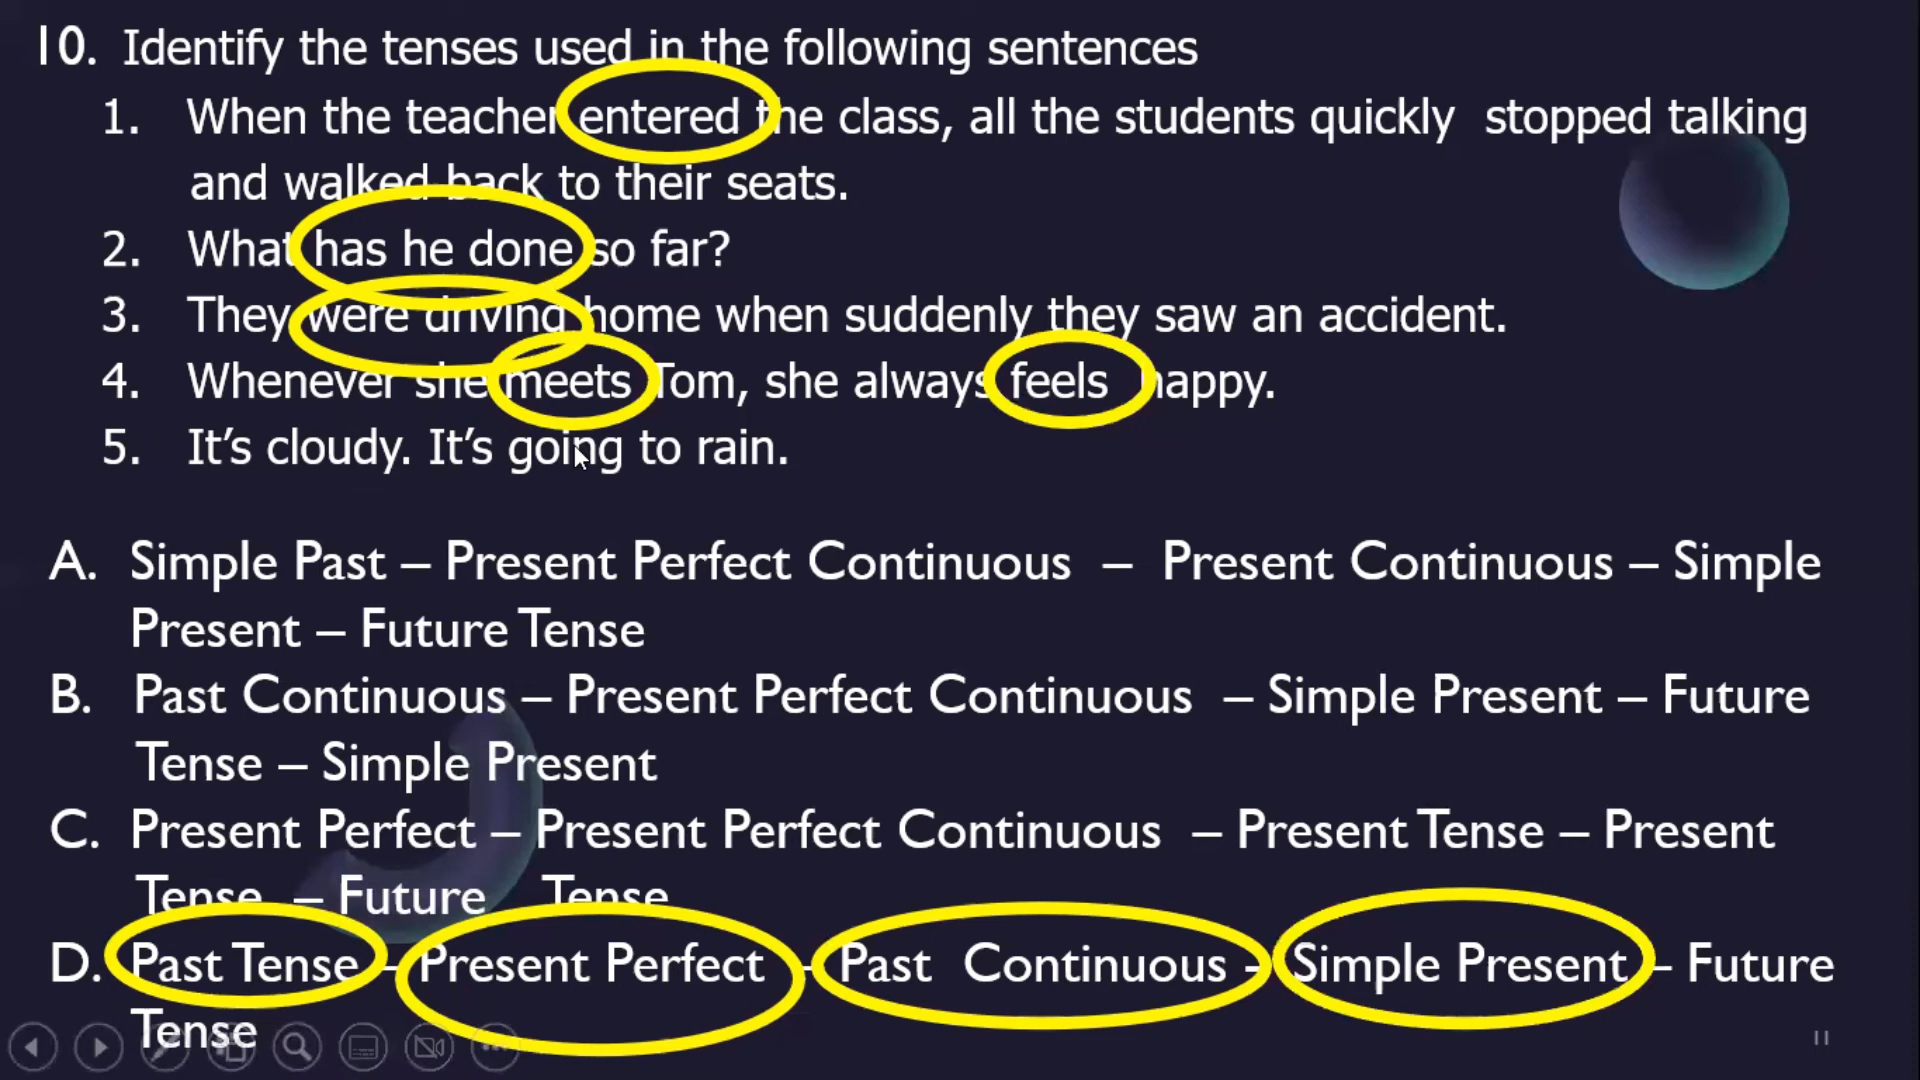 10. Identify the tenses used in the following sentences
1. When the teacher entered the class, all the students quickly stopped talking
and walked back to their seats.
2. What has he done so far?
3. They were driving home when suddenly they saw an accident.
4. Whenever she meets Tom, she always feels happy.
5. It’s cloudy. It’s going to rain.
A. Simple Past – Present Perfect Continuous – Present Continuous – Simple
Present – Future Tense
B. Past Continuous – Present Perfect Continuous – Simple Present – Future
Tense – Simple Present
C. Present Perfect – Present Perfect Continuous – Present Tense – Present
Tense – Future Tense
D. Past Tense – Present Perfect – Past Continuous – Simple Present – Future
Tense
11